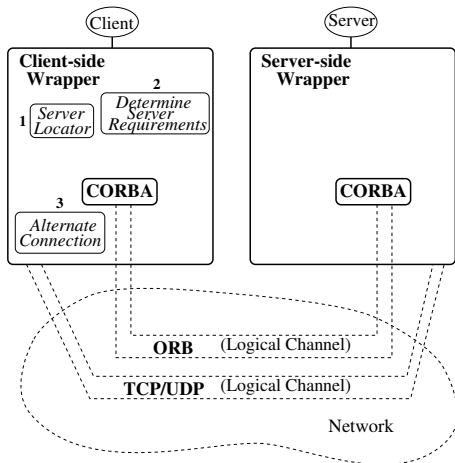 Client
Server
Client-side
Wrapper
Server-side
Wrapper
2
Determine
Server
Requirements
1
Server
Locator
CORBA
CORBA
3
Alternate
Connection
ORB (Logical Channel)
TCP/UDP (Logical Channel)
Network